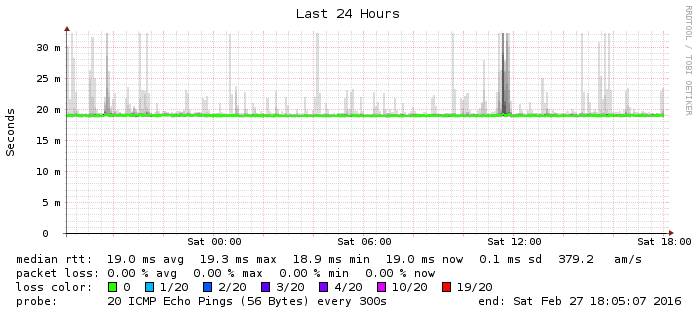 Last 24 Hours
RRDTOOL / TOBI OETIKER
Seconds
30 m
25 m
20 m
15 m
10 m
5 m
0
Sat 00:00 Sat 06:00 Sat 12:00 Sat 18:00
median rtt: 19.0 ms avg 19.3 ms max 18.9 ms min 19.0 ms now 0.1 ms sd 379.2 am/s
packet loss: 0.00 % avg 0.00 % max 0.00 % min 0.00 % now
loss color: 0 1/20 2/20 3/20 4/20 10/20 19/20
probe: 20 ICMP Echo Pings (56 Bytes) every 300s end: Sat Feb 27 18:05:07 2016